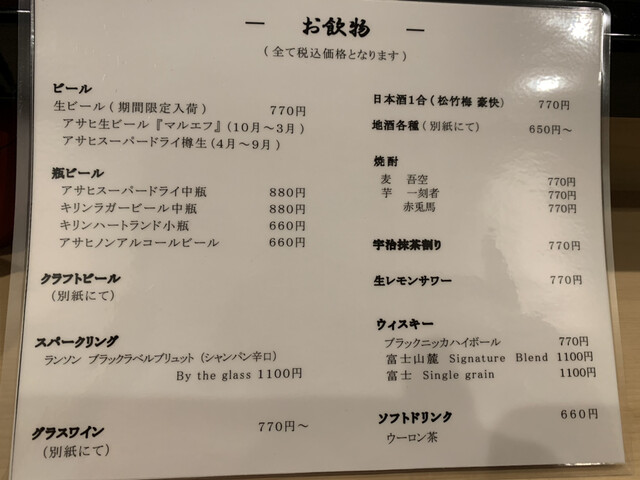 ― お飲物 ―
(全て税込価格となります)
ビール
生ビール(期間限定入荷) 770円
アサヒ生ビール『マルエフ』(10月～3月)
アサヒスーパードライ樽生(4月～9月)
瓶ビール
アサヒスーパードライ中瓶 880円
キリンラガービール中瓶 880円
キリンハートランド小瓶 660円
アサヒノンアルコールビール 660円
クラフトビール
(別紙にて)
スパークリング
ランソン ブラックラベルブリュット(シャンパン辛口)
By the glass 1100円
グラスワイン 770円～
(別紙にて)
日本酒1合(松竹梅 豪快) 770円
地酒各種(別紙にて) 650円～
焼酎
麦 吾空 770円
芋 一刻者 770円
赤兎馬 770円
宇治抹茶割り 770円
生レモンサワー 770円
ウィスキー
ブラックニッカハイボール 770円
富士山麓 Signature Blend 1100円
富士 Single grain 1100円
ソフトドリンク 660円
ウーロン茶